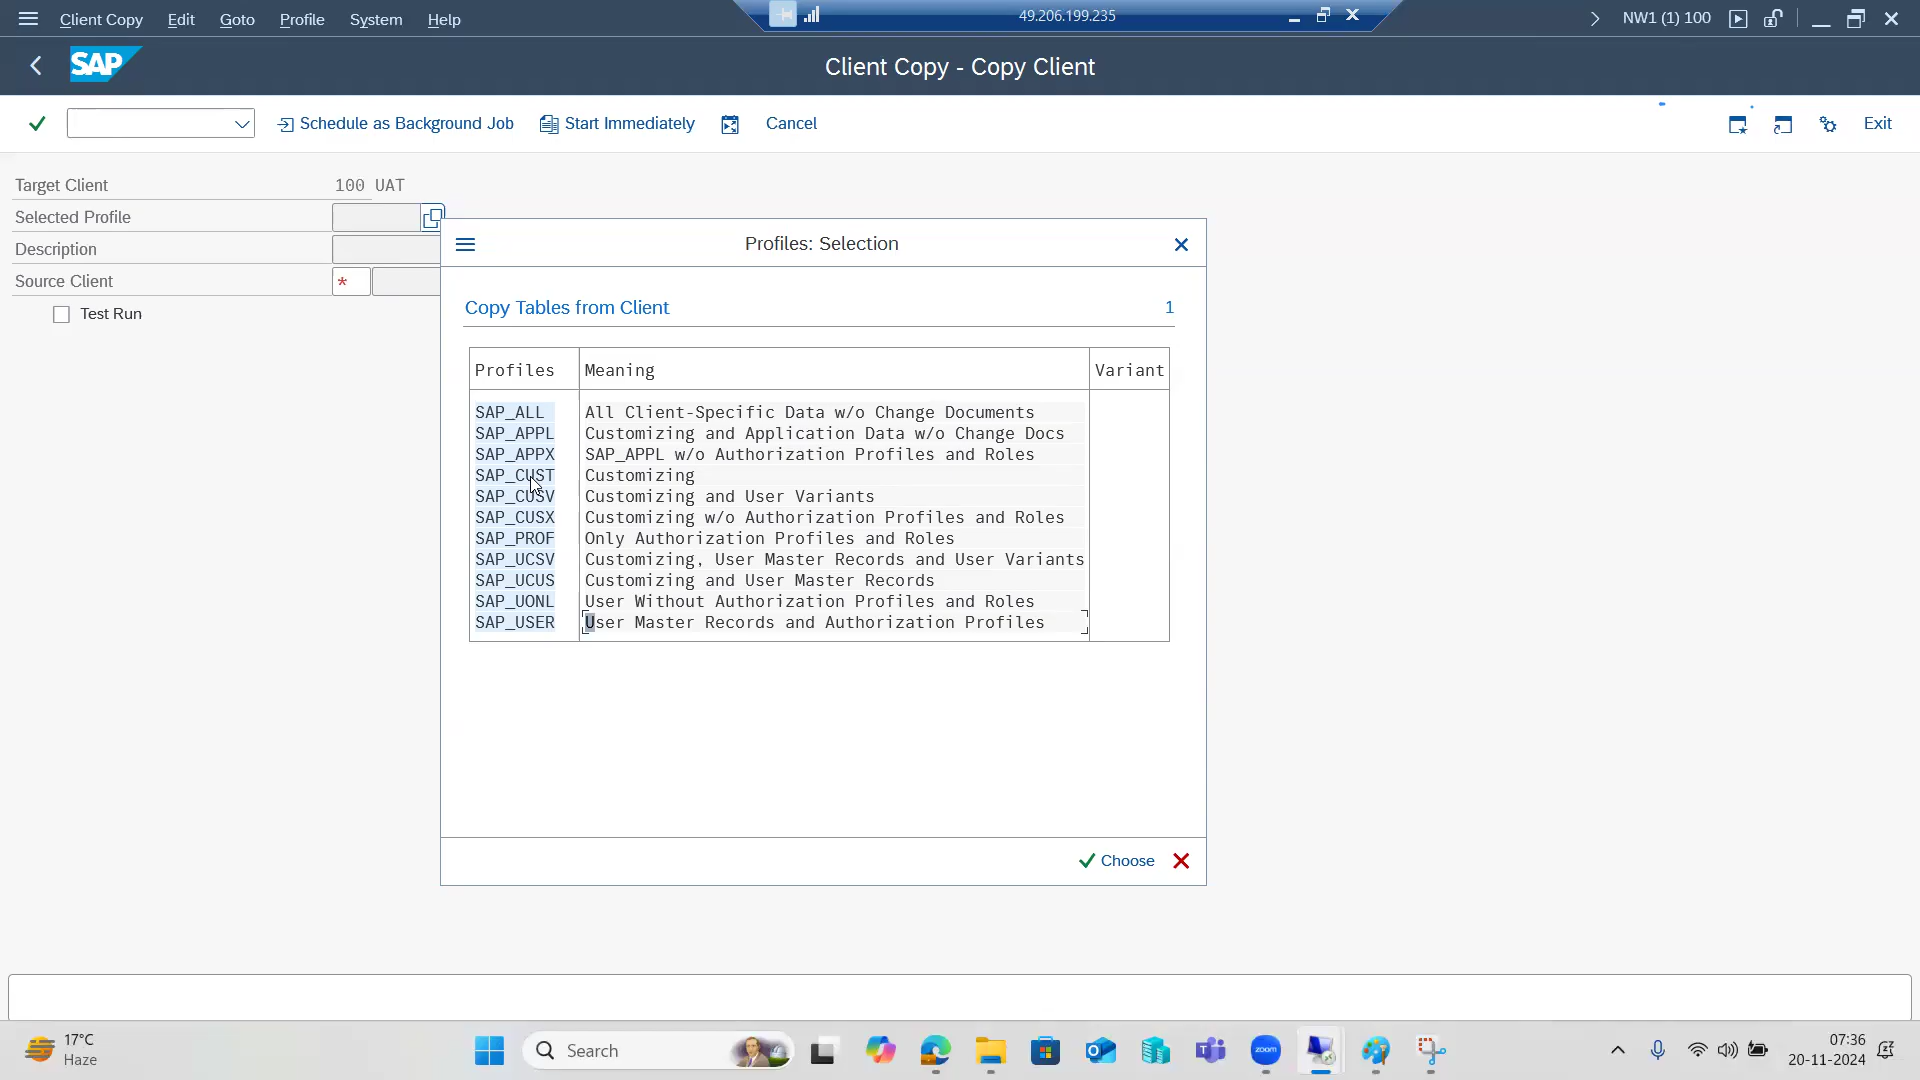 Client Copy Edit Goto Profile System Help
49.206.199.235
NW1 (1) 100
SAP
Client Copy - Copy Client
Schedule as Background Job Start Immediately Cancel Exit
Target Client 100 UAT
Selected Profile
Description
Source Client *
Test Run
Profiles: Selection
Copy Tables from Client 1
Profiles Meaning Variant
SAP_ALL All Client-Specific Data w/o Change Documents
SAP_APPL Customizing and Application Data w/o Change Docs
SAP_APPX SAP_APPL w/o Authorization Profiles and Roles
SAP_CUST Customizing
SAP_CUSV Customizing and User Variants
SAP_CUSX Customizing w/o Authorization Profiles and Roles
SAP_PROF Only Authorization Profiles and Roles
SAP_UCSV Customizing, User Master Records and User Variants
SAP_UCUS Customizing and User Master Records
SAP_UONL User Without Authorization Profiles and Roles
SAP_USER User Master Records and Authorization Profiles
Choose
17°C
Haze
Search
zoom
07:36
20-11-2024